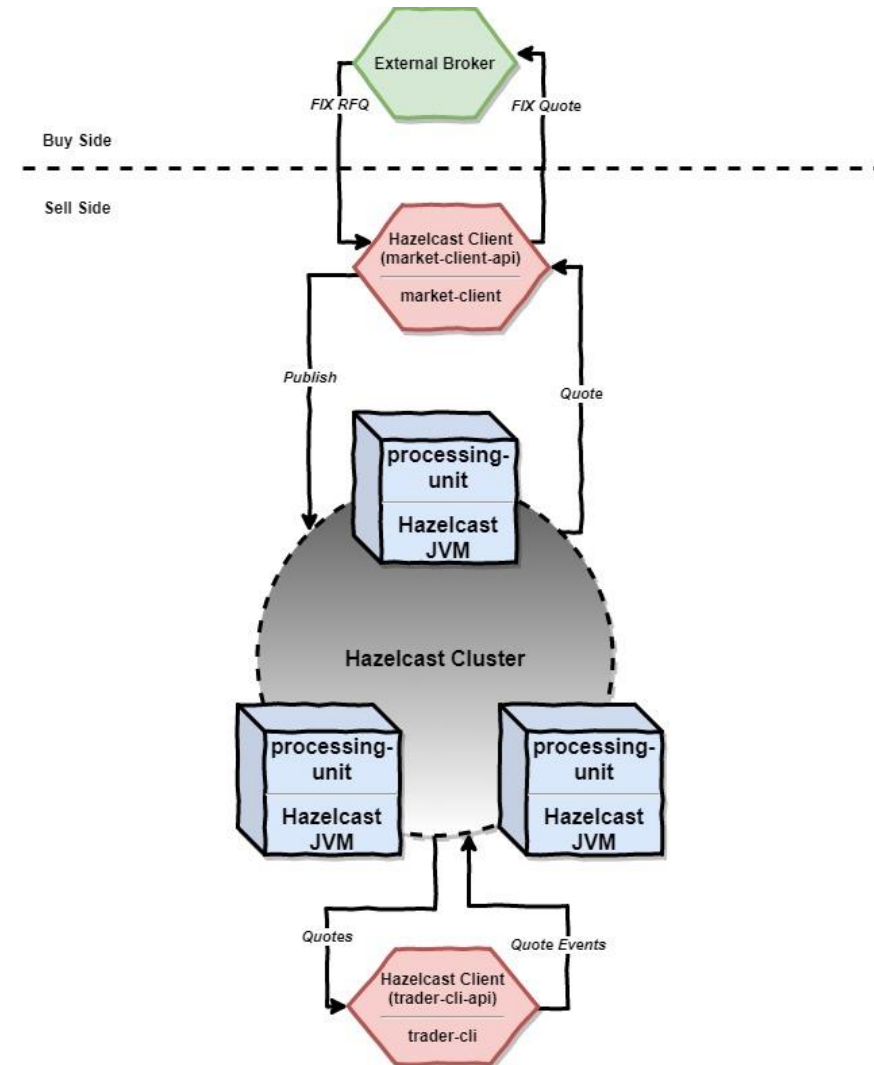 External Broker
FIX RFQ
FIX Quote
Buy Side
Sell Side
Hazelcast Client
(market-client-api)
market-client
Publish
Quote
processing-
unit
Hazelcast
JVM
Hazelcast Cluster
processing-
unit
Hazelcast
JVM
processing-
unit
Hazelcast
JVM
Quotes
Quote Events
Hazelcast Client
(trader-cli-api)
trader-cli